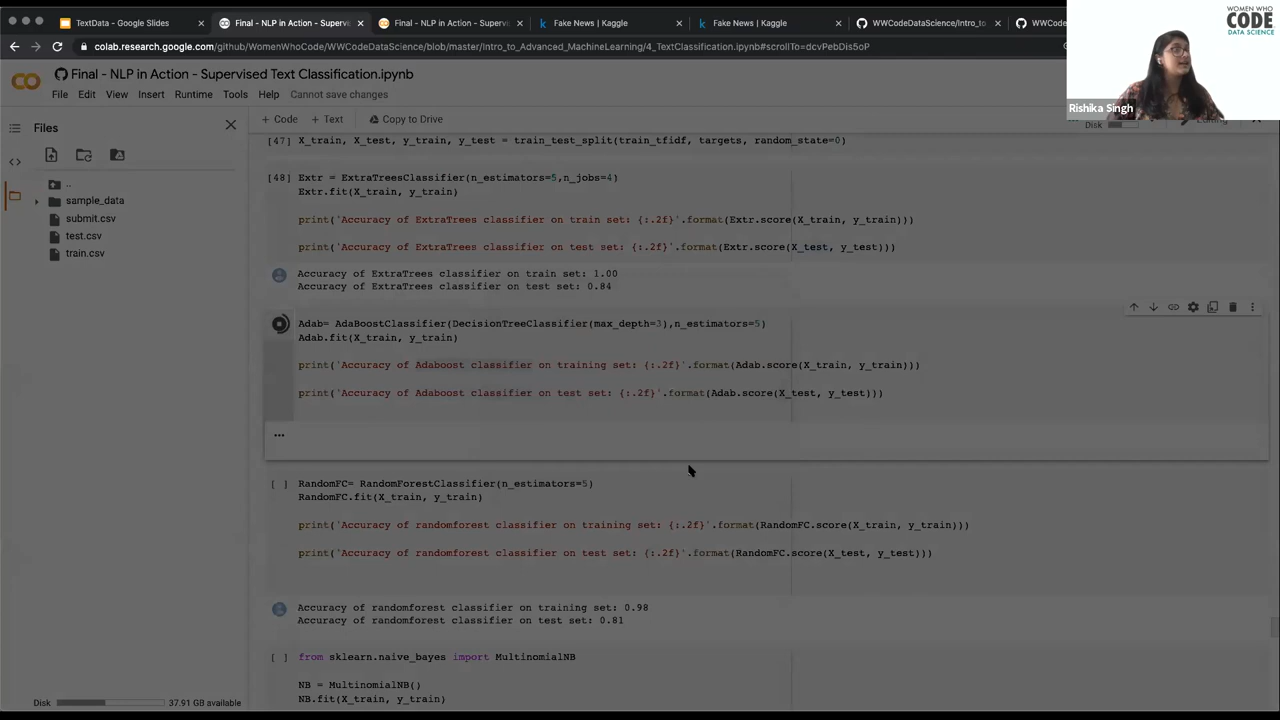 TextData - Google Slides
Final - NLP in Action - Supervi
Final - NLP in Action - Superv
Fake News | Kaggle
Fake News | Kaggle
WWCodeDataScience/Intro_to
WWCod
WOMEN WHO
CODE
DATA SCIENCE
colab.research.google.com/github/WomenWhoCode/WWCodeDataScience/blob/master/Intro_to_Advanced_MachineLearning/4_TextClassification.ipynb#scrollTo=dcvPebDis5oP
Final - NLP in Action - Supervised Text Classification.ipynb
File Edit View Insert Runtime Tools Help Cannot save changes
Rishika Singh
+ Code + Text Copy to Drive
Disk
Editing
Files
..
sample_data
submit.csv
test.csv
train.csv
[47] X_train, X_test, y_train, y_test = train_test_split(train_tfidf, targets, random_state=0)
[48] Extr = ExtraTreesClassifier(n_estimators=5,n_jobs=4)
Extr.fit(X_train, y_train)
print('Accuracy of ExtraTrees classifier on train set: {:.2f}'.format(Extr.score(X_train, y_train)))
print('Accuracy of ExtraTrees classifier on test set: {:.2f}'.format(Extr.score(X_test, y_test)))
Accuracy of ExtraTrees classifier on train set: 1.00
Accuracy of ExtraTrees classifier on test set: 0.84
Adab= AdaBoostClassifier(DecisionTreeClassifier(max_depth=3),n_estimators=5)
Adab.fit(X_train, y_train)
print('Accuracy of Adaboost classifier on training set: {:.2f}'.format(Adab.score(X_train, y_train)))
print('Accuracy of Adaboost classifier on test set: {:.2f}'.format(Adab.score(X_test, y_test)))
...
[ ] RandomFC= RandomForestClassifier(n_estimators=5)
RandomFC.fit(X_train, y_train)
print('Accuracy of randomforest classifier on training set: {:.2f}'.format(RandomFC.score(X_train, y_train)))
print('Accuracy of randomforest classifier on test set: {:.2f}'.format(RandomFC.score(X_test, y_test)))
Accuracy of randomforest classifier on training set: 0.98
Accuracy of randomforest classifier on test set: 0.81
[ ] from sklearn.naive_bayes import MultinomialNB
NB = MultinomialNB()
NB.fit(X_train, y_train)
Disk 37.91 GB available